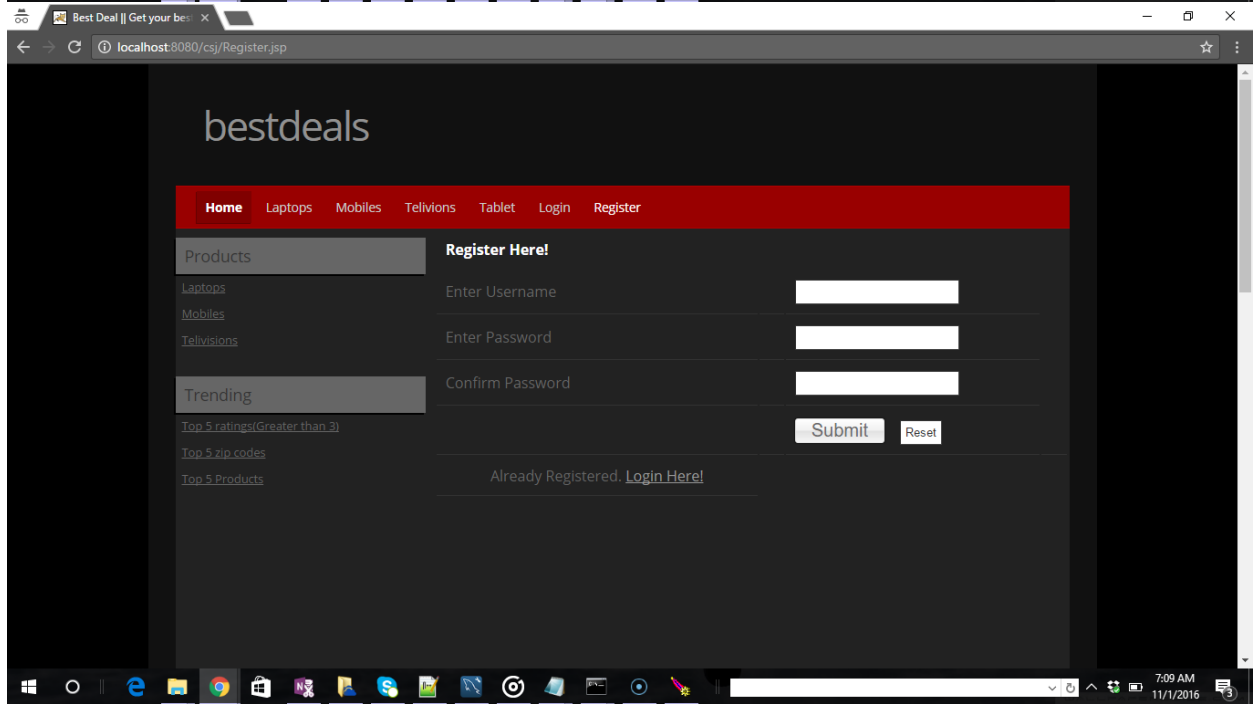 Best Deal || Get your bes
localhost:8080/csj/Register.jsp
bestdeals
Home Laptops Mobiles Telivions Tablet Login Register
Products
Laptops
Mobiles
Telivisions
Trending
Top 5 ratings(Greater than 3)
Top 5 zip codes
Top 5 Products
Register Here!
Enter Username
Enter Password
Confirm Password
Submit Reset
Already Registered. Login Here!
7:09 AM
11/1/2016
3